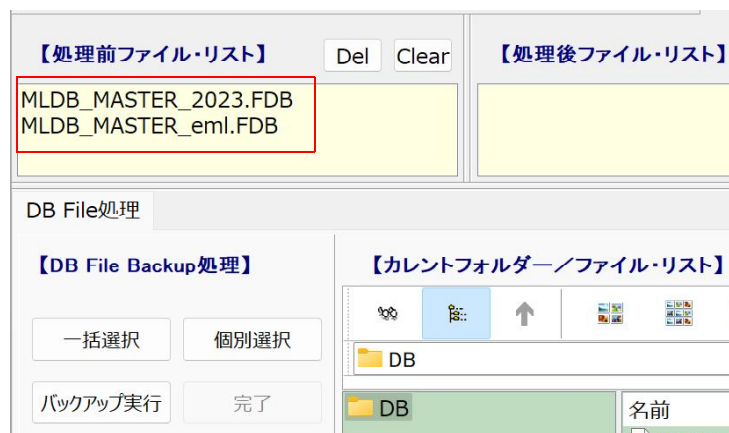 【処理前ファイル・リスト】 Del Clear 【処理後ファイル・リスト】
MLDB_MASTER_2023.FDB
MLDB_MASTER_eml.FDB
DB File処理
【DB File Backup処理】 【カレントフォルダ―／ファイル・リスト】
一括選択 個別選択
DB
バックアップ実行 完了 DB 名前